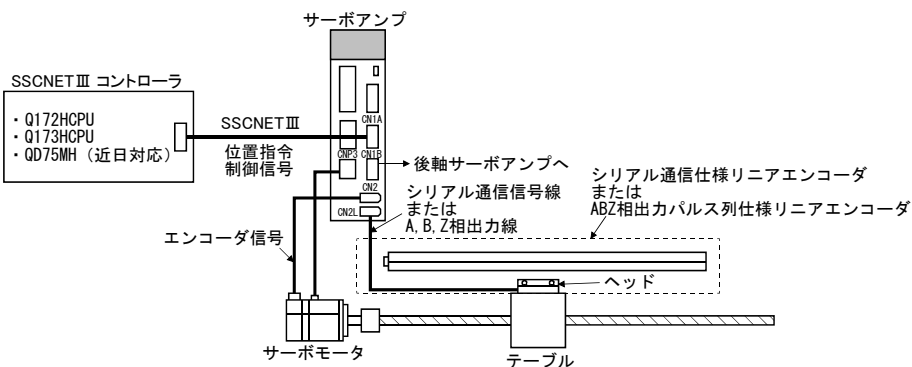 サーボアンプ
SSCNETⅢ コントローラ
・Q172HCPU
・Q173HCPU
・QD75MH（近日対応）
SSCNETⅢ
位置指令
制御信号
CN1A
CNP3
CN1B
CN2
CN2L
後軸サーボアンプへ
シリアル通信信号線
または
A,B,Z相出力線
シリアル通信仕様リニアエンコーダ
または
ABZ相出力パルス列仕様リニアエンコーダ
エンコーダ信号
ヘッド
サーボモータ
テーブル